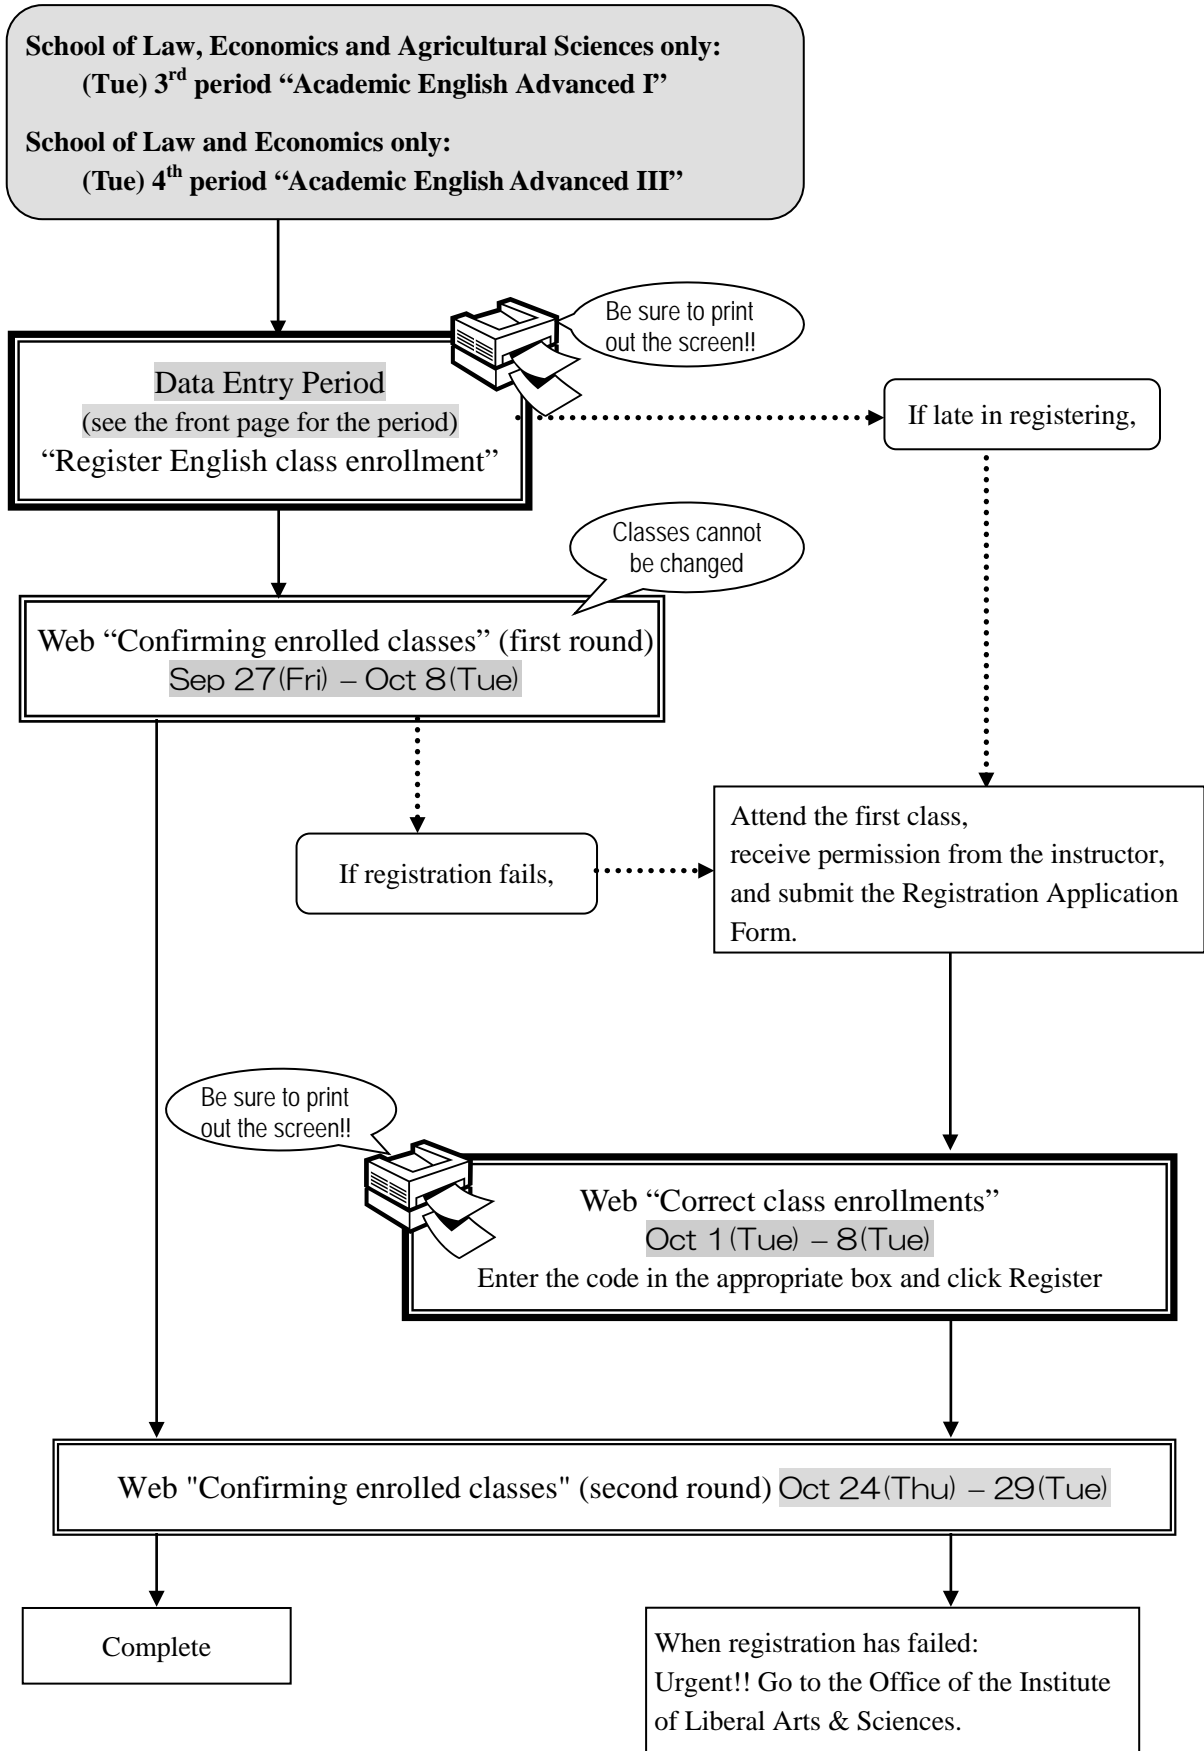 School of Law, Economics and Agricultural Sciences only:
(Tue) 3rd period “Academic English Advanced I”
School of Law and Economics only:
(Tue) 4th period “Academic English Advanced III”
Be sure to print
out the screen!!
Data Entry Period
(see the front page for the period)
“Register English class enrollment”
If late in registering,
Classes cannot
be changed
Web “Confirming enrolled classes” (first round)
Sep 27(Fri) – Oct 8(Tue)
If registration fails,
Attend the first class,
receive permission from the instructor,
and submit the Registration Application
Form.
Be sure to print
out the screen!!
Web “Correct class enrollments”
Oct 1(Tue) – 8(Tue)
Enter the code in the appropriate box and click Register
Web "Confirming enrolled classes" (second round) Oct 24(Thu) – 29(Tue)
Complete
When registration has failed:
Urgent!! Go to the Office of the Institute
of Liberal Arts & Sciences.